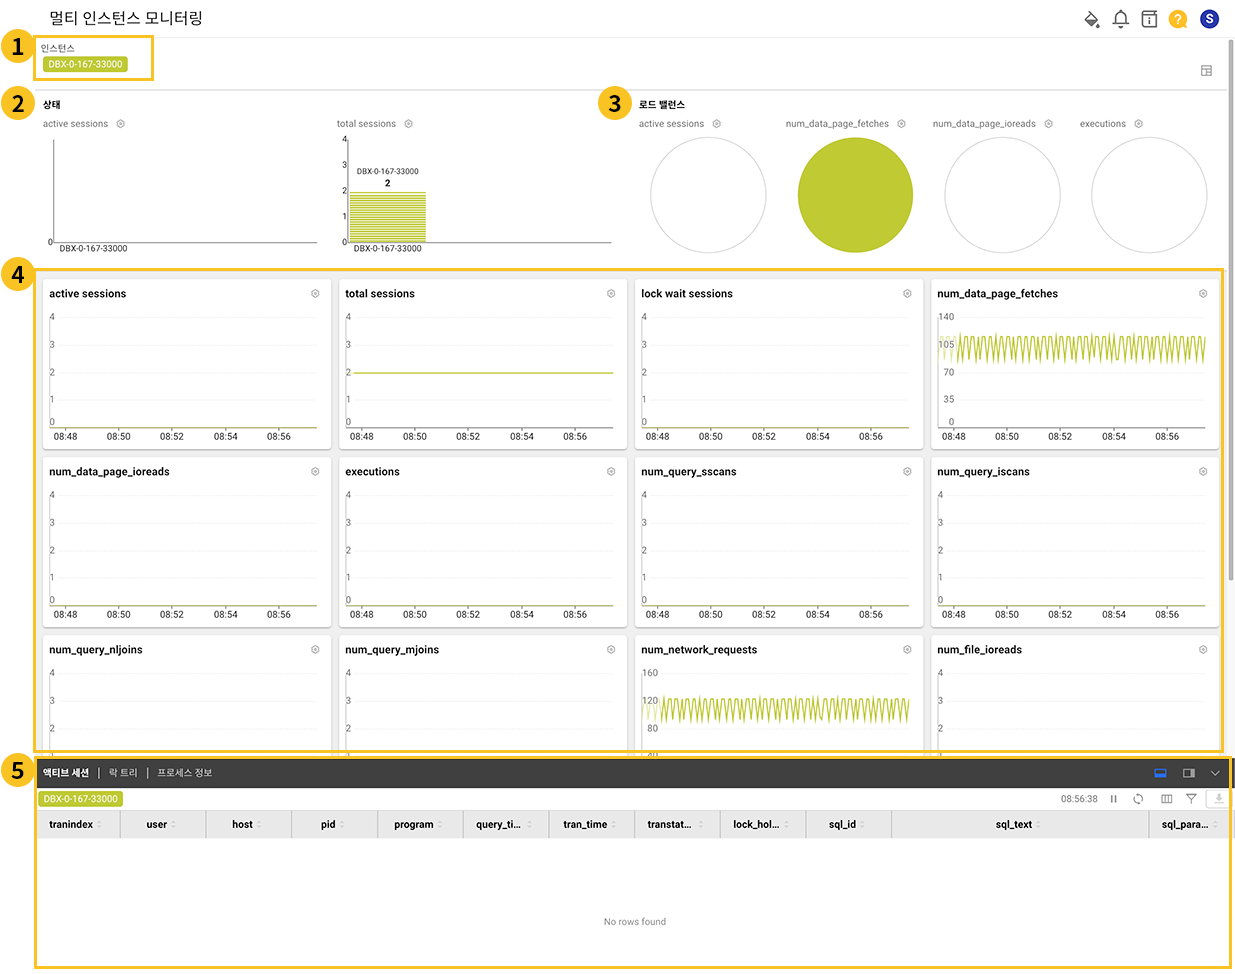 멀티 인스턴스 모니터링
? S
1
인스턴스
DBX-0-167-33000
2 상태
active sessions
0
DBX-0-167-33000
total sessions
4
3
2
1
0
DBX-0-167-33000
2
DBX-0-167-33000
3 로드 밸런스
active sessions num_data_page_fetches num_data_page_ioreads executions
4
active sessions
4
3
2
1
0
08:48 08:50 08:52 08:54 08:56
total sessions
4
3
2
1
0
08:48 08:50 08:52 08:54 08:56
lock wait sessions
4
3
2
1
0
08:48 08:50 08:52 08:54 08:56
num_data_page_fetches
140
105
70
35
0
08:48 08:50 08:52 08:54 08:56
num_data_page_ioreads
4
3
2
1
0
08:48 08:50 08:52 08:54 08:56
executions
4
3
2
1
0
08:48 08:50 08:52 08:54 08:56
num_query_sscans
4
3
2
1
0
08:48 08:50 08:52 08:54 08:56
num_query_iscans
4
3
2
1
0
08:48 08:50 08:52 08:54 08:56
num_query_nljoins
4
3
2
num_query_mjoins
4
3
2
num_network_requests
160
120
80
40
num_file_ioreads
4
3
2
5
액티브 세션 | 락 트리 | 프로세스 정보
DBX-0-167-33000 08:56:38
tranindex user host pid program query_ti... tran_time transtat... lock_hol... sql_id sql_text sql_para...
No rows found